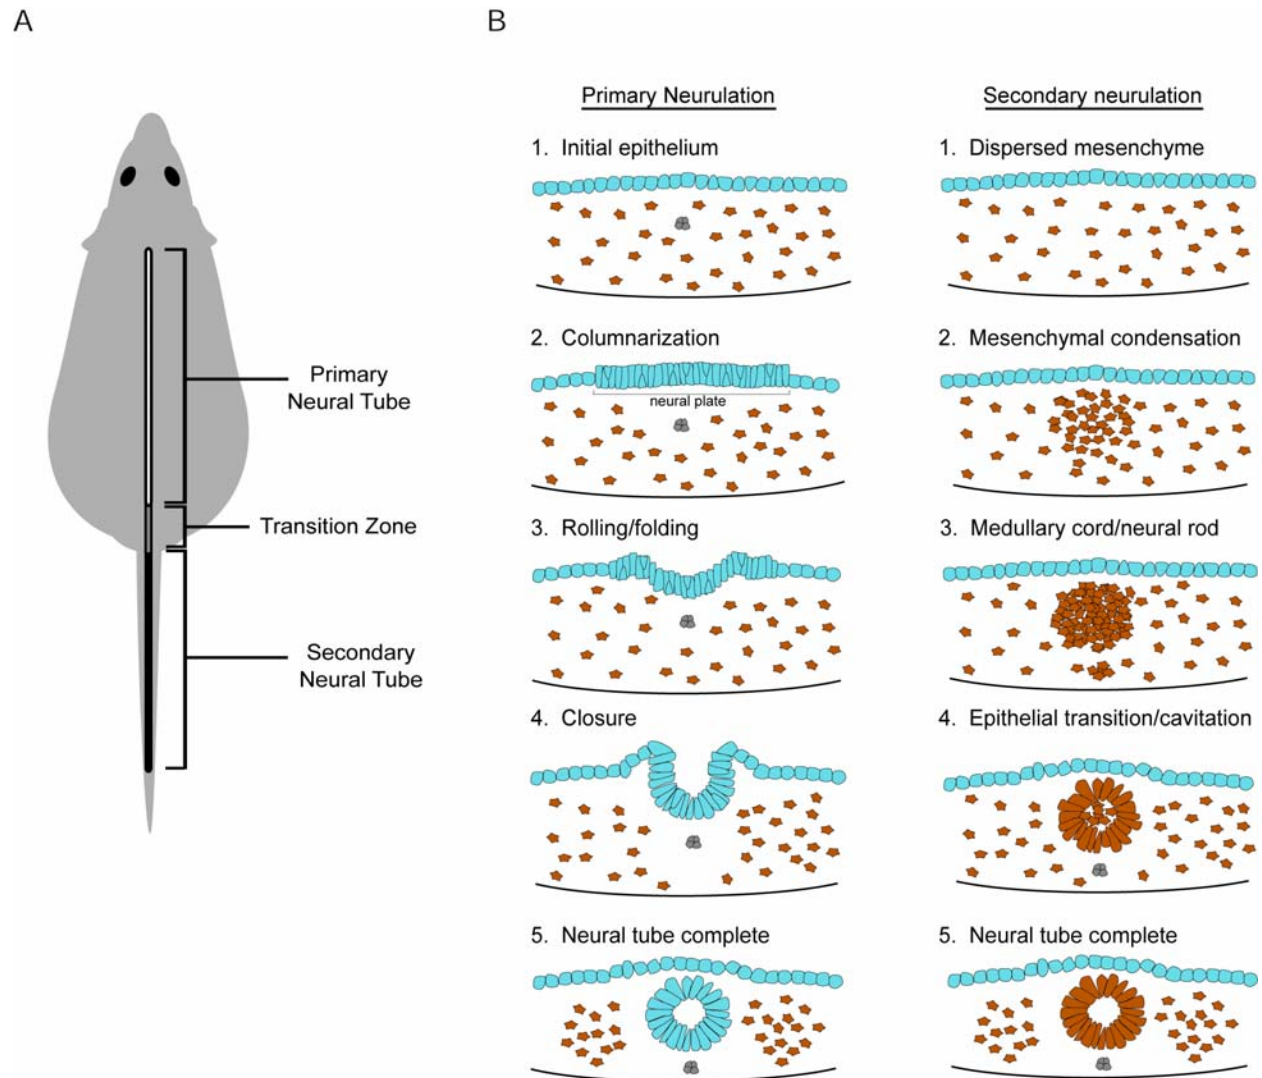 A
Primary
Neural Tube
Transition Zone
Secondary
Neural Tube
B
Primary Neurulation
1. Initial epithelium
2. Columnarization
neural plate
3. Rolling/folding
4. Closure
5. Neural tube complete
Secondary neurulation
1. Dispersed mesenchyme
2. Mesenchymal condensation
3. Medullary cord/neural rod
4. Epithelial transition/cavitation
5. Neural tube complete